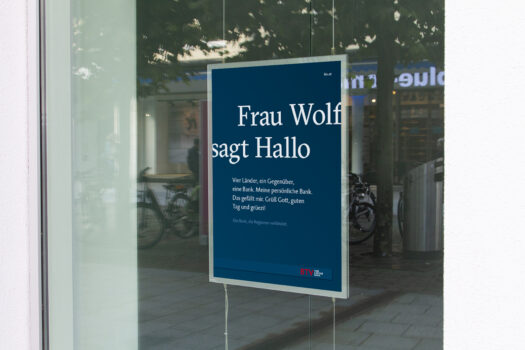 Frau Wolf
sagt Hallo
Vier Länder, ein Gegenüber,
eine Bank. Meine persönliche Bank.
Das gefällt mir. Grüß Gott, guten
Tag und grüezi!